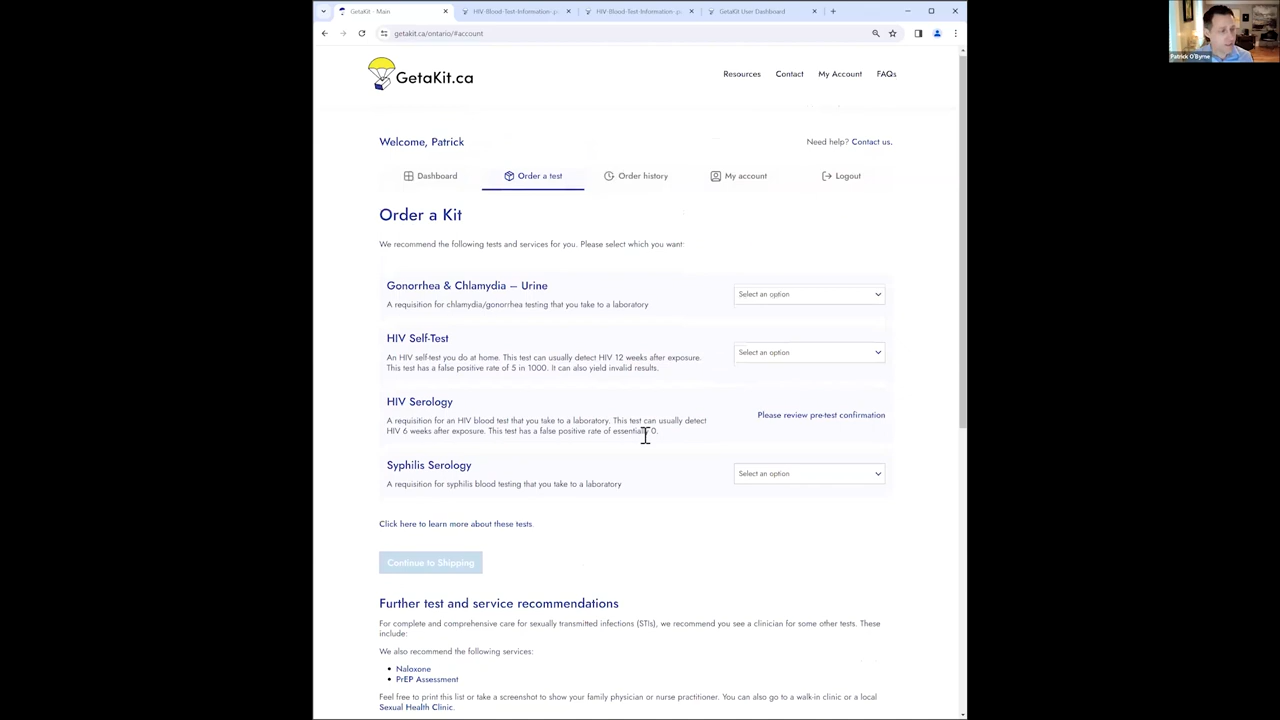 GetaKit - Main
HIV-Blood-Test-Information-.p
HIV-Blood-Test-Information-.p
GetaKit User Dashboard
getakit.ca/ontario/#account
Patrick O'Byrne
GetaKit.ca
Resources
Contact
My Account
FAQs
Welcome, Patrick
Need help? Contact us.
Dashboard
Order a test
Order history
My account
Logout
Order a Kit
We recommend the following tests and services for you. Please select which you want:
Gonorrhea & Chlamydia – Urine
Select an option
A requisition for chlamydia/gonorrhea testing that you take to a laboratory
HIV Self-Test
Select an option
An HIV self-test you do at home. This test can usually detect HIV 12 weeks after exposure.
This test has a false positive rate of 5 in 1000. It can also yield invalid results.
HIV Serology
Please review pre-test confirmation
A requisition for an HIV blood test that you take to a laboratory. This test can usually detect
HIV 6 weeks after exposure. This test has a false positive rate of essentially 0.
Syphilis Serology
Select an option
A requisition for syphilis blood testing that you take to a laboratory
Click here to learn more about these tests.
Continue to Shipping
Further test and service recommendations
For complete and comprehensive care for sexually transmitted infections (STIs), we recommend you see a clinician for some other tests. These
include:
We also recommend the following services:
Naloxone
PrEP Assessment
Feel free to print this list or take a screenshot to show your family physician or nurse practitioner. You can also go to a walk-in clinic or a local
Sexual Health Clinic.